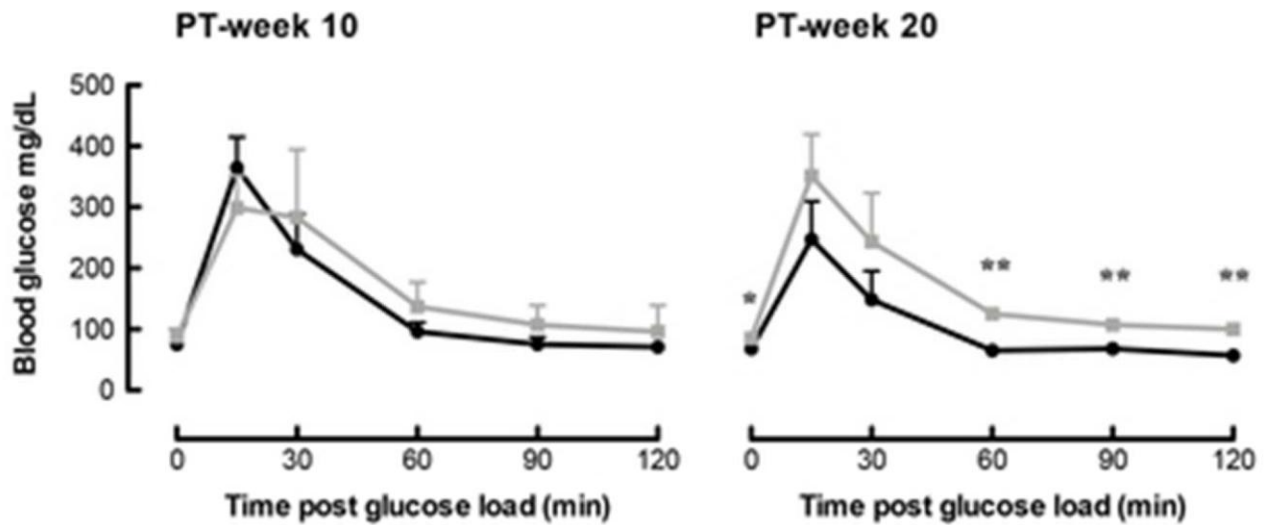 PT-week 10
PT-week 20
Blood glucose mg/dL
500
400
300
200
100
0
*
**
**
**
0 30 60 90 120
0 30 60 90 120
Time post glucose load (min)
Time post glucose load (min)